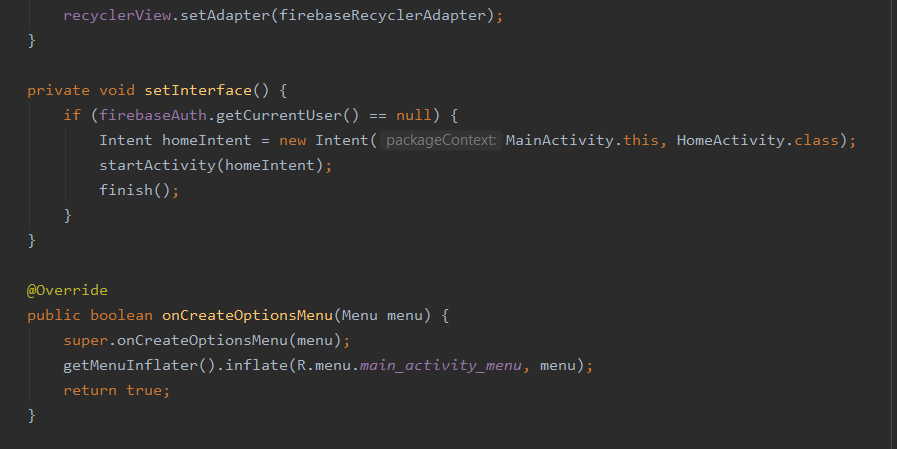 recyclerView.setAdapter(firebaseRecyclerAdapter);
}
private void setInterface() {
if (firebaseAuth.getCurrentUser() == null) {
Intent homeIntent = new Intent( packageContext: MainActivity.this, HomeActivity.class);
startActivity(homeIntent);
finish();
}
}
@Override
public boolean onCreateOptionsMenu(Menu menu) {
super.onCreateOptionsMenu(menu);
getMenuInflater().inflate(R.menu.main_activity_menu, menu);
return true;
}